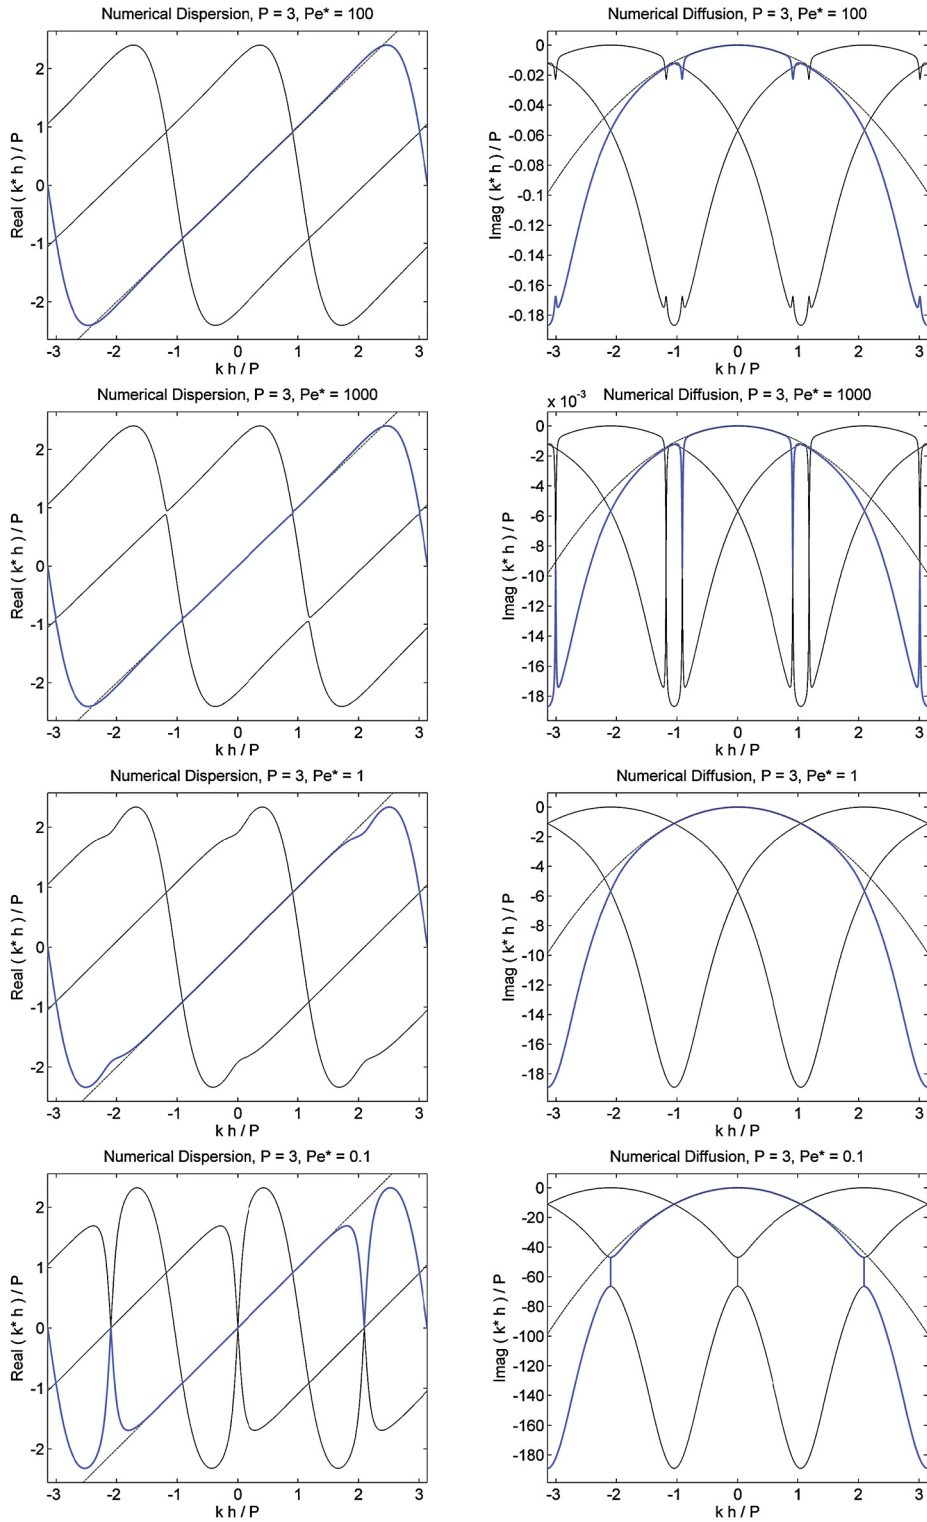 Numerical Dispersion, P = 3, Pe* = 100
2
1
0
-1
-2
Real ( k* h ) / P
-3 -2 -1 0 1 2 3
k h / P
Numerical Diffusion, P = 3, Pe* = 100
0
-0.02
-0.04
-0.06
-0.08
-0.1
-0.12
-0.14
-0.16
-0.18
Imag ( k* h ) / P
-3 -2 -1 0 1 2 3
k h / P
Numerical Dispersion, P = 3, Pe* = 1000
2
1
0
-1
-2
Real ( k* h ) / P
-3 -2 -1 0 1 2 3
k h / P
Numerical Diffusion, P = 3, Pe* = 1000
x 10⁻³
0
-2
-4
-6
-8
-10
-12
-14
-16
-18
Imag ( k* h ) / P
-3 -2 -1 0 1 2 3
k h / P
Numerical Dispersion, P = 3, Pe* = 1
2
1
0
-1
-2
Real ( k* h ) / P
-3 -2 -1 0 1 2 3
k h / P
Numerical Diffusion, P = 3, Pe* = 1
0
-2
-4
-6
-8
-10
-12
-14
-16
-18
Imag ( k* h ) / P
-3 -2 -1 0 1 2 3
k h / P
Numerical Dispersion, P = 3, Pe* = 0.1
2
1
0
-1
-2
Real ( k* h ) / P
-3 -2 -1 0 1 2 3
k h / P
Numerical Diffusion, P = 3, Pe* = 0.1
0
-20
-40
-60
-80
-100
-120
-140
-160
-180
Imag ( k* h ) / P
-3 -2 -1 0 1 2 3
k h / P